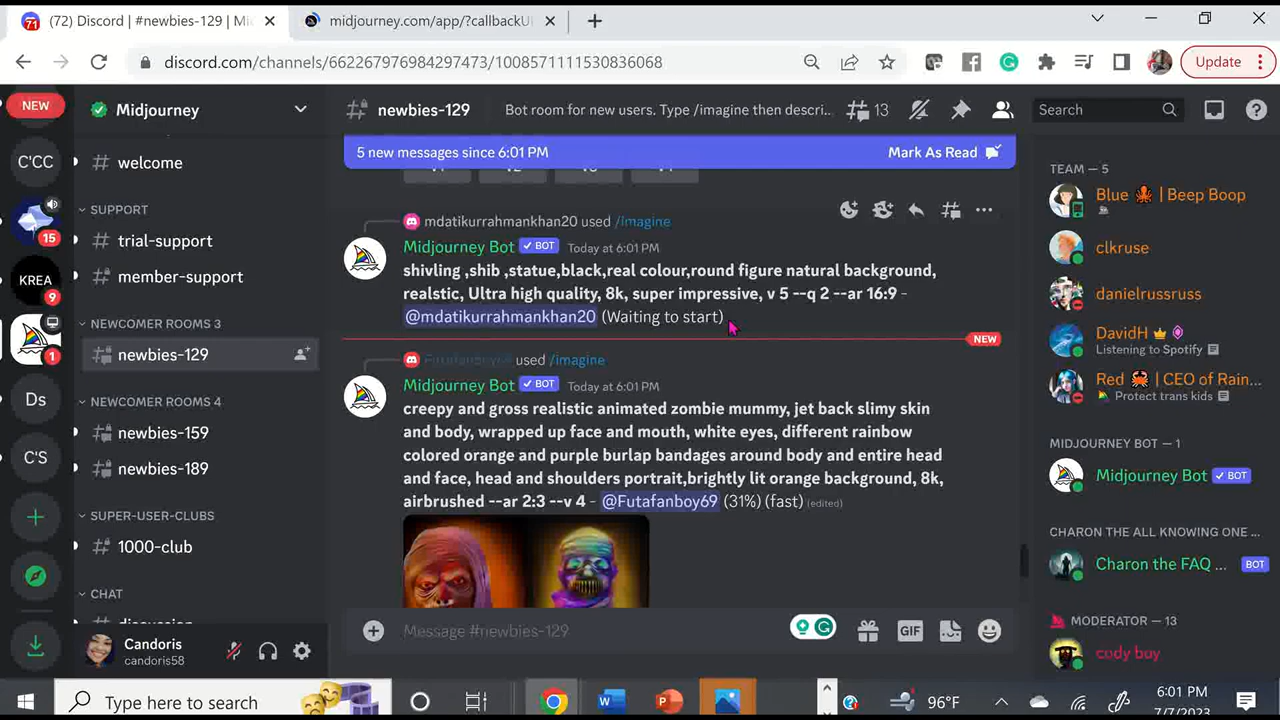 (72) Discord | #newbies-129 | Mi
midjourney.com/app/?callbackU
discord.com/channels/662267976984297473/1008571111530836068
Update
NEW
Midjourney
newbies-129
Bot room for new users. Type /imagine then descri...
13
Search
5 new messages since 6:01 PM
Mark As Read
C'CC
15
KREA
9
1
Ds
C'S
welcome
SUPPORT
trial-support
member-support
NEWCOMER ROOMS 3
newbies-129
NEWCOMER ROOMS 4
newbies-159
newbies-189
SUPER-USER-CLUBS
1000-club
CHAT
Candoris
candoris58
mdatikurrahmankhan20 used /imagine
Midjourney Bot ✓ BOT Today at 6:01 PM
shivling ,shib ,statue,black,real colour,round figure natural background,
realstic, Ultra high quality, 8k, super impressive, v 5 --q 2 --ar 16:9 -
@mdatikurrahmankhan20 (Waiting to start)
NEW
used /imagine
Midjourney Bot ✓ BOT Today at 6:01 PM
creepy and gross realistic animated zombie mummy, jet back slimy skin
and body, wrapped up face and mouth, white eyes, different rainbow
colored orange and purple burlap bandages around body and entire head
and face, head and shoulders portrait,brightly lit orange background, 8k,
airbrushed --ar 2:3 --v 4 - @Futafanboy69 (31%) (fast) (edited)
Message #newbies-129
GIF
TEAM — 5
Blue 🐙 | Beep Boop
clkruse
danielrussruss
DavidH
Listening to Spotify
Red 🦀 | CEO of Rain...
Protect trans kids
MIDJOURNEY BOT — 1
Midjourney Bot ✓ BOT
CHARON THE ALL KNOWING ONE ...
Charon the FAQ ... BOT
MODERATOR — 13
cody buy
Type here to search
96°F
6:01 PM
7/7/2023